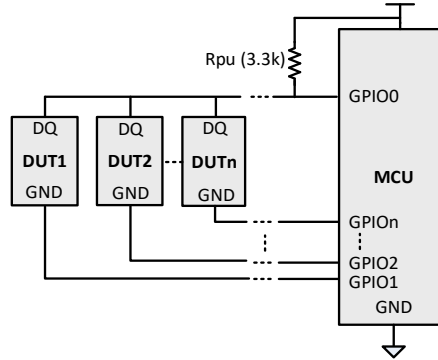 Rpu (3.3k)
GPIO0
DQ DQ DQ
DUT1 DUT2 DUTn
MCU
GND GND GND
GPIOn
GPIO2
GPIO1
GND